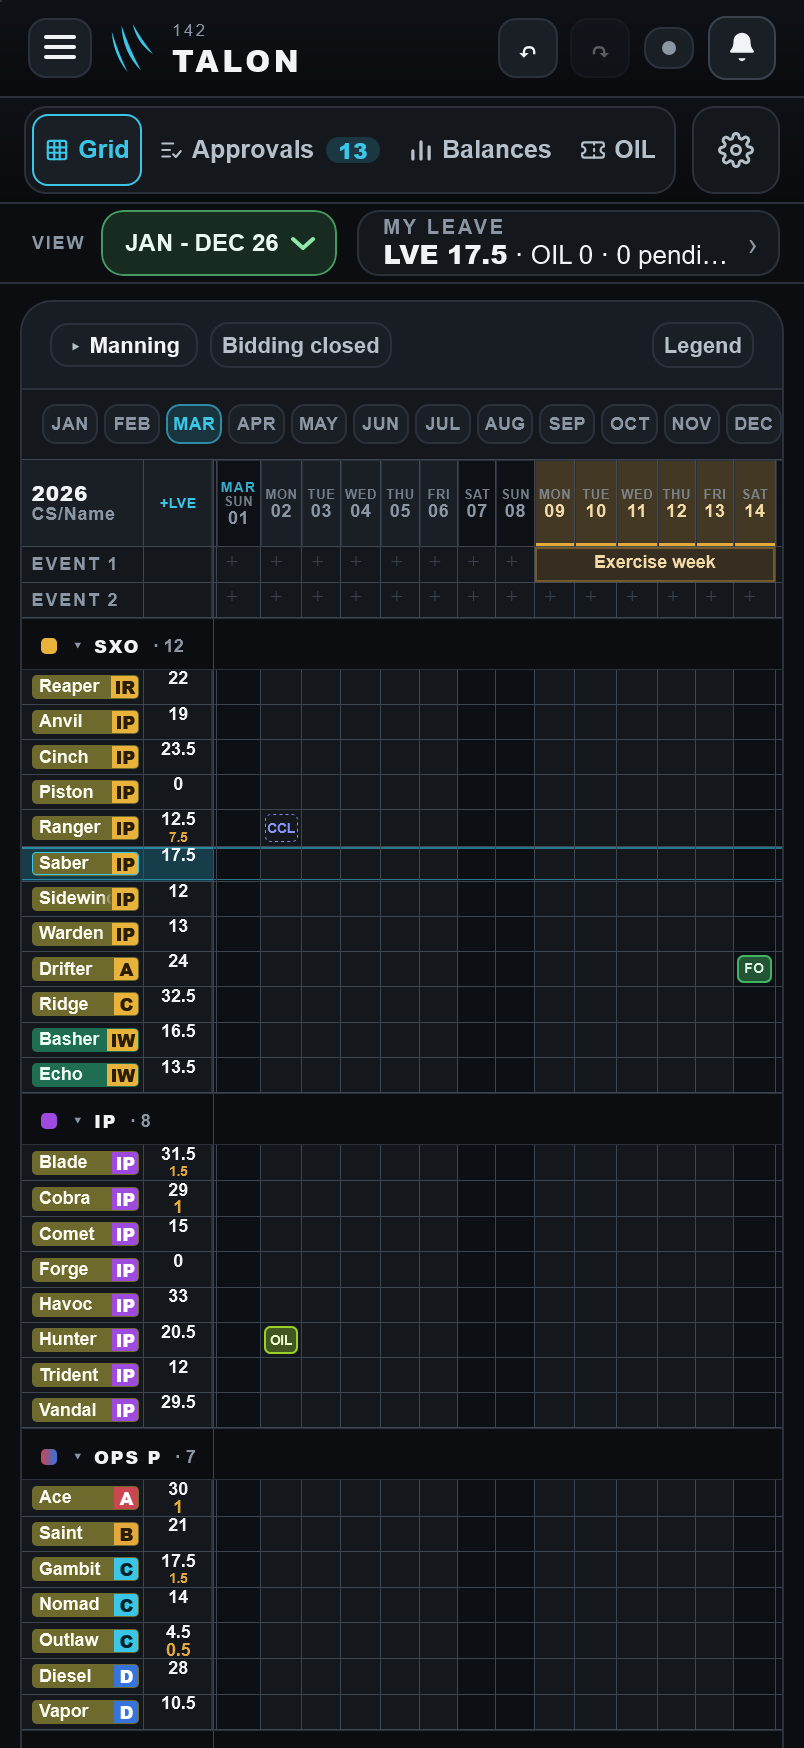 142
TALON
Grid
Approvals 13
Balances
OIL
VIEW
JAN - DEC 26
MY LEAVE
LVE 17.5 · OIL 0 · 0 pendi…
Manning
Bidding closed
Legend
JAN FEB MAR APR MAY JUN JUL AUG SEP OCT NOV DEC
2026
CS/Name
+LVE
MAR
SUN MON TUE WED THU FRI SAT SUN MON TUE WED THU FRI SAT
01 02 03 04 05 06 07 08 09 10 11 12 13 14
EVENT 1 + + + + + + + + Exercise week
EVENT 2 + + + + + + + + + + + + + +
SXO · 12
Reaper IR 22
Anvil IP 19
Cinch IP 23.5
Piston IP 0
Ranger IP 12.5
7.5
CCL
Saber IP 17.5
Sidewin IP 12
Warden IP 13
Drifter A 24 FO
Ridge C 32.5
Basher IW 16.5
Echo IW 13.5
IP · 8
Blade IP 31.5
1.5
Cobra IP 29
1
Comet IP 15
Forge IP 0
Havoc IP 33
Hunter IP 20.5 OIL
Trident IP 12
Vandal IP 29.5
OPS P · 7
Ace A 30
1
Saint B 21
Gambit C 17.5
1.5
Nomad C 14
Outlaw C 4.5
0.5
Diesel D 28
Vapor D 10.5